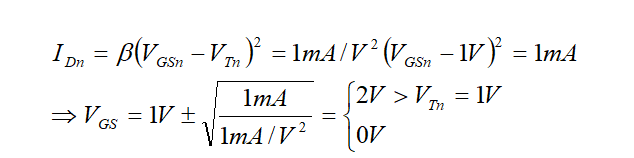 I_{Dn} = β(V_{GSn} − V_{Tn})² = 1mA/V²(V_{GSn} − 1V)² = 1mA
⇒ V_{GS} = 1V ± √(1mA / 1mA/V²) = { 2V > V_{Tn} = 1V
0V